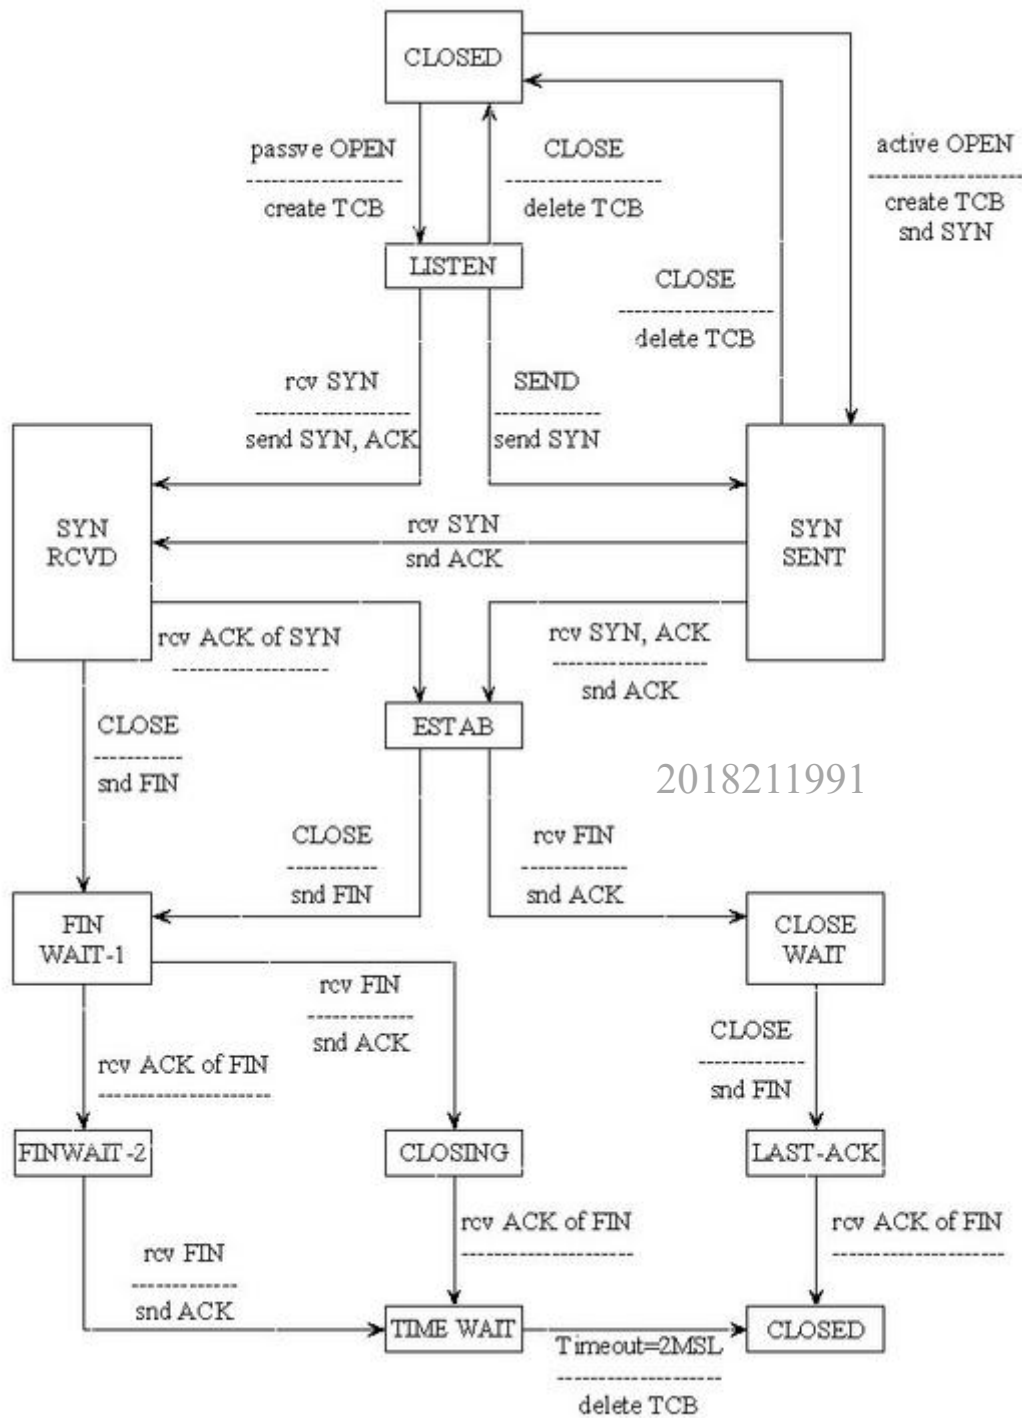 CLOSED
passve OPEN
create TCB
CLOSE
delete TCB
active OPEN
create TCB
snd SYN
LISTEN
CLOSE
delete TCB
rcv SYN
send SYN, ACK
SEND
send SYN
SYN
RCVD
rcv SYN
snd ACK
SYN
SENT
rcv ACK of SYN
rcv SYN, ACK
snd ACK
ESTAB
CLOSE
snd FIN
2018211991
CLOSE
snd FIN
rcv FIN
snd ACK
FIN
WAIT-1
CLOSE
WAIT
rcv FIN
snd ACK
CLOSE
snd FIN
rcv ACK of FIN
FINWAIT-2
CLOSING
LAST-ACK
rcv ACK of FIN
rcv ACK of FIN
rcv FIN
snd ACK
TIME WAIT
Timeout=2MSL
delete TCB
CLOSED